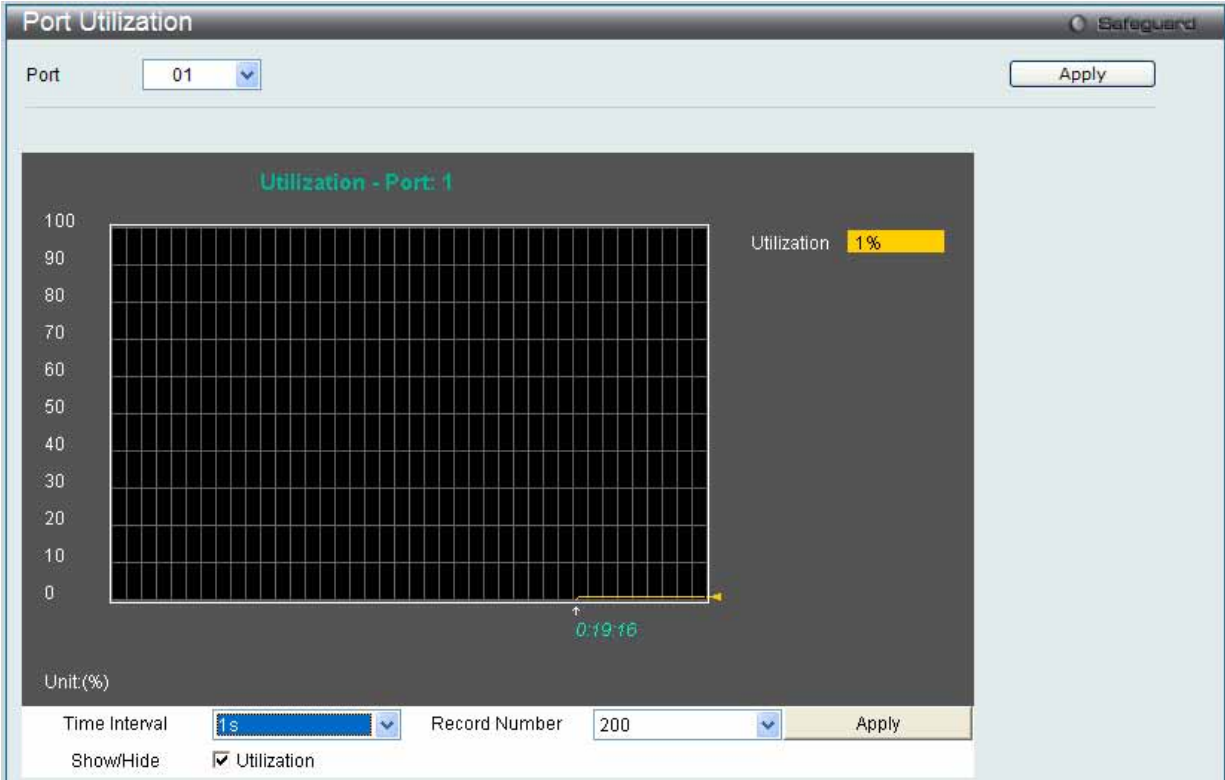 Port Utilization
Safeguard
Port 01 Apply
Utilization - Port: 1
100
Utilization 1%
90
80
70
60
50
40
30
20
10
0
0:19:16
Unit:(%)
Time Interval 1s Record Number 200 Apply
Show/Hide Utilization